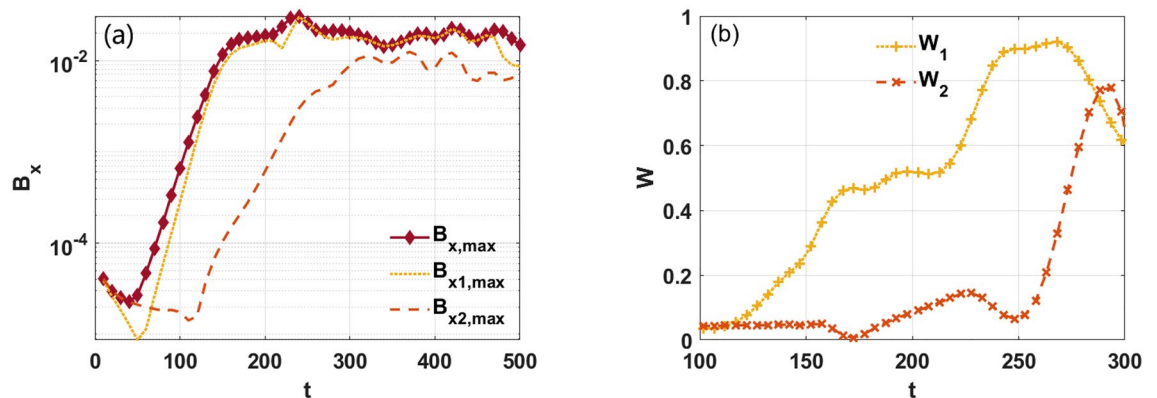 (a)
B_x
10^-2
10^-4
B_x,max
B_x1,max
B_x2,max
0 100 200 300 400 500
t
(b)
W
1
0.8
0.6
0.4
0.2
0
W_1
W_2
100 150 200 250 300
t